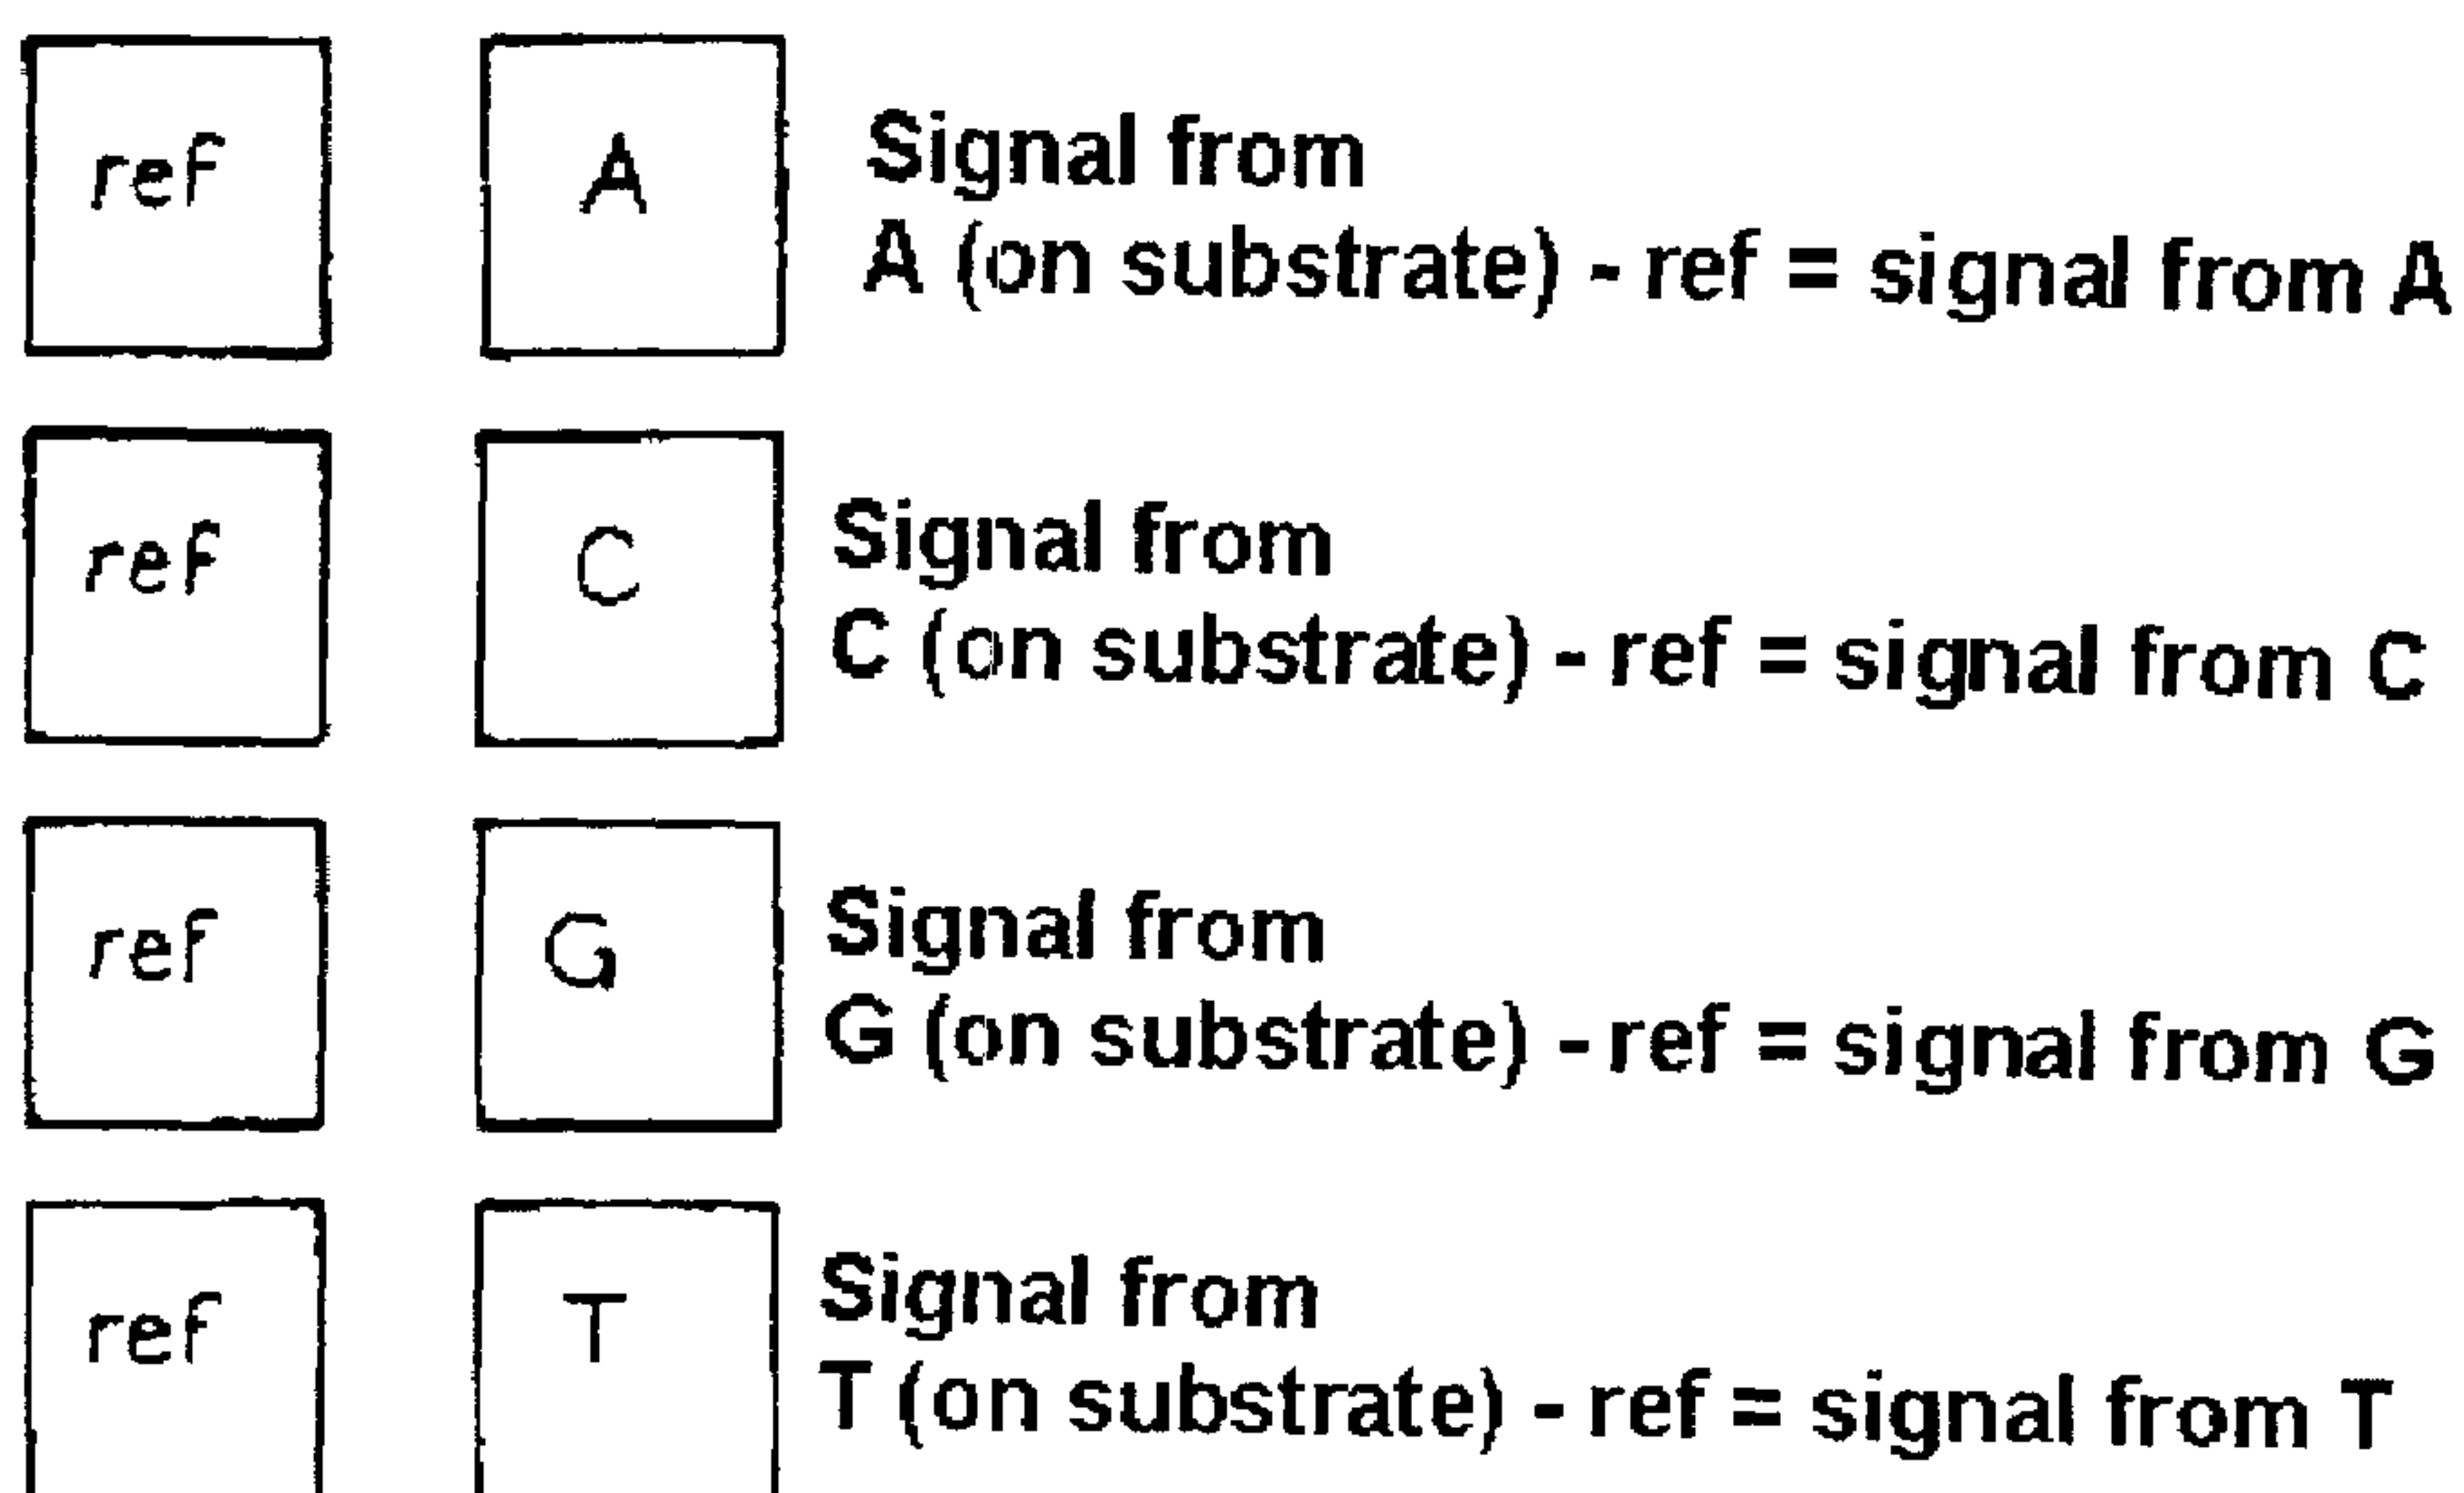 ref
A
Signal from
A (on substrate) - ref = signal from A
ref
C
Signal from
C (on substrate) - ref = signal from C
ref
G
Signal from
G (on substrate) - ref = signal from G
ref
T
Signal from
T (on substrate) - ref = signal from T